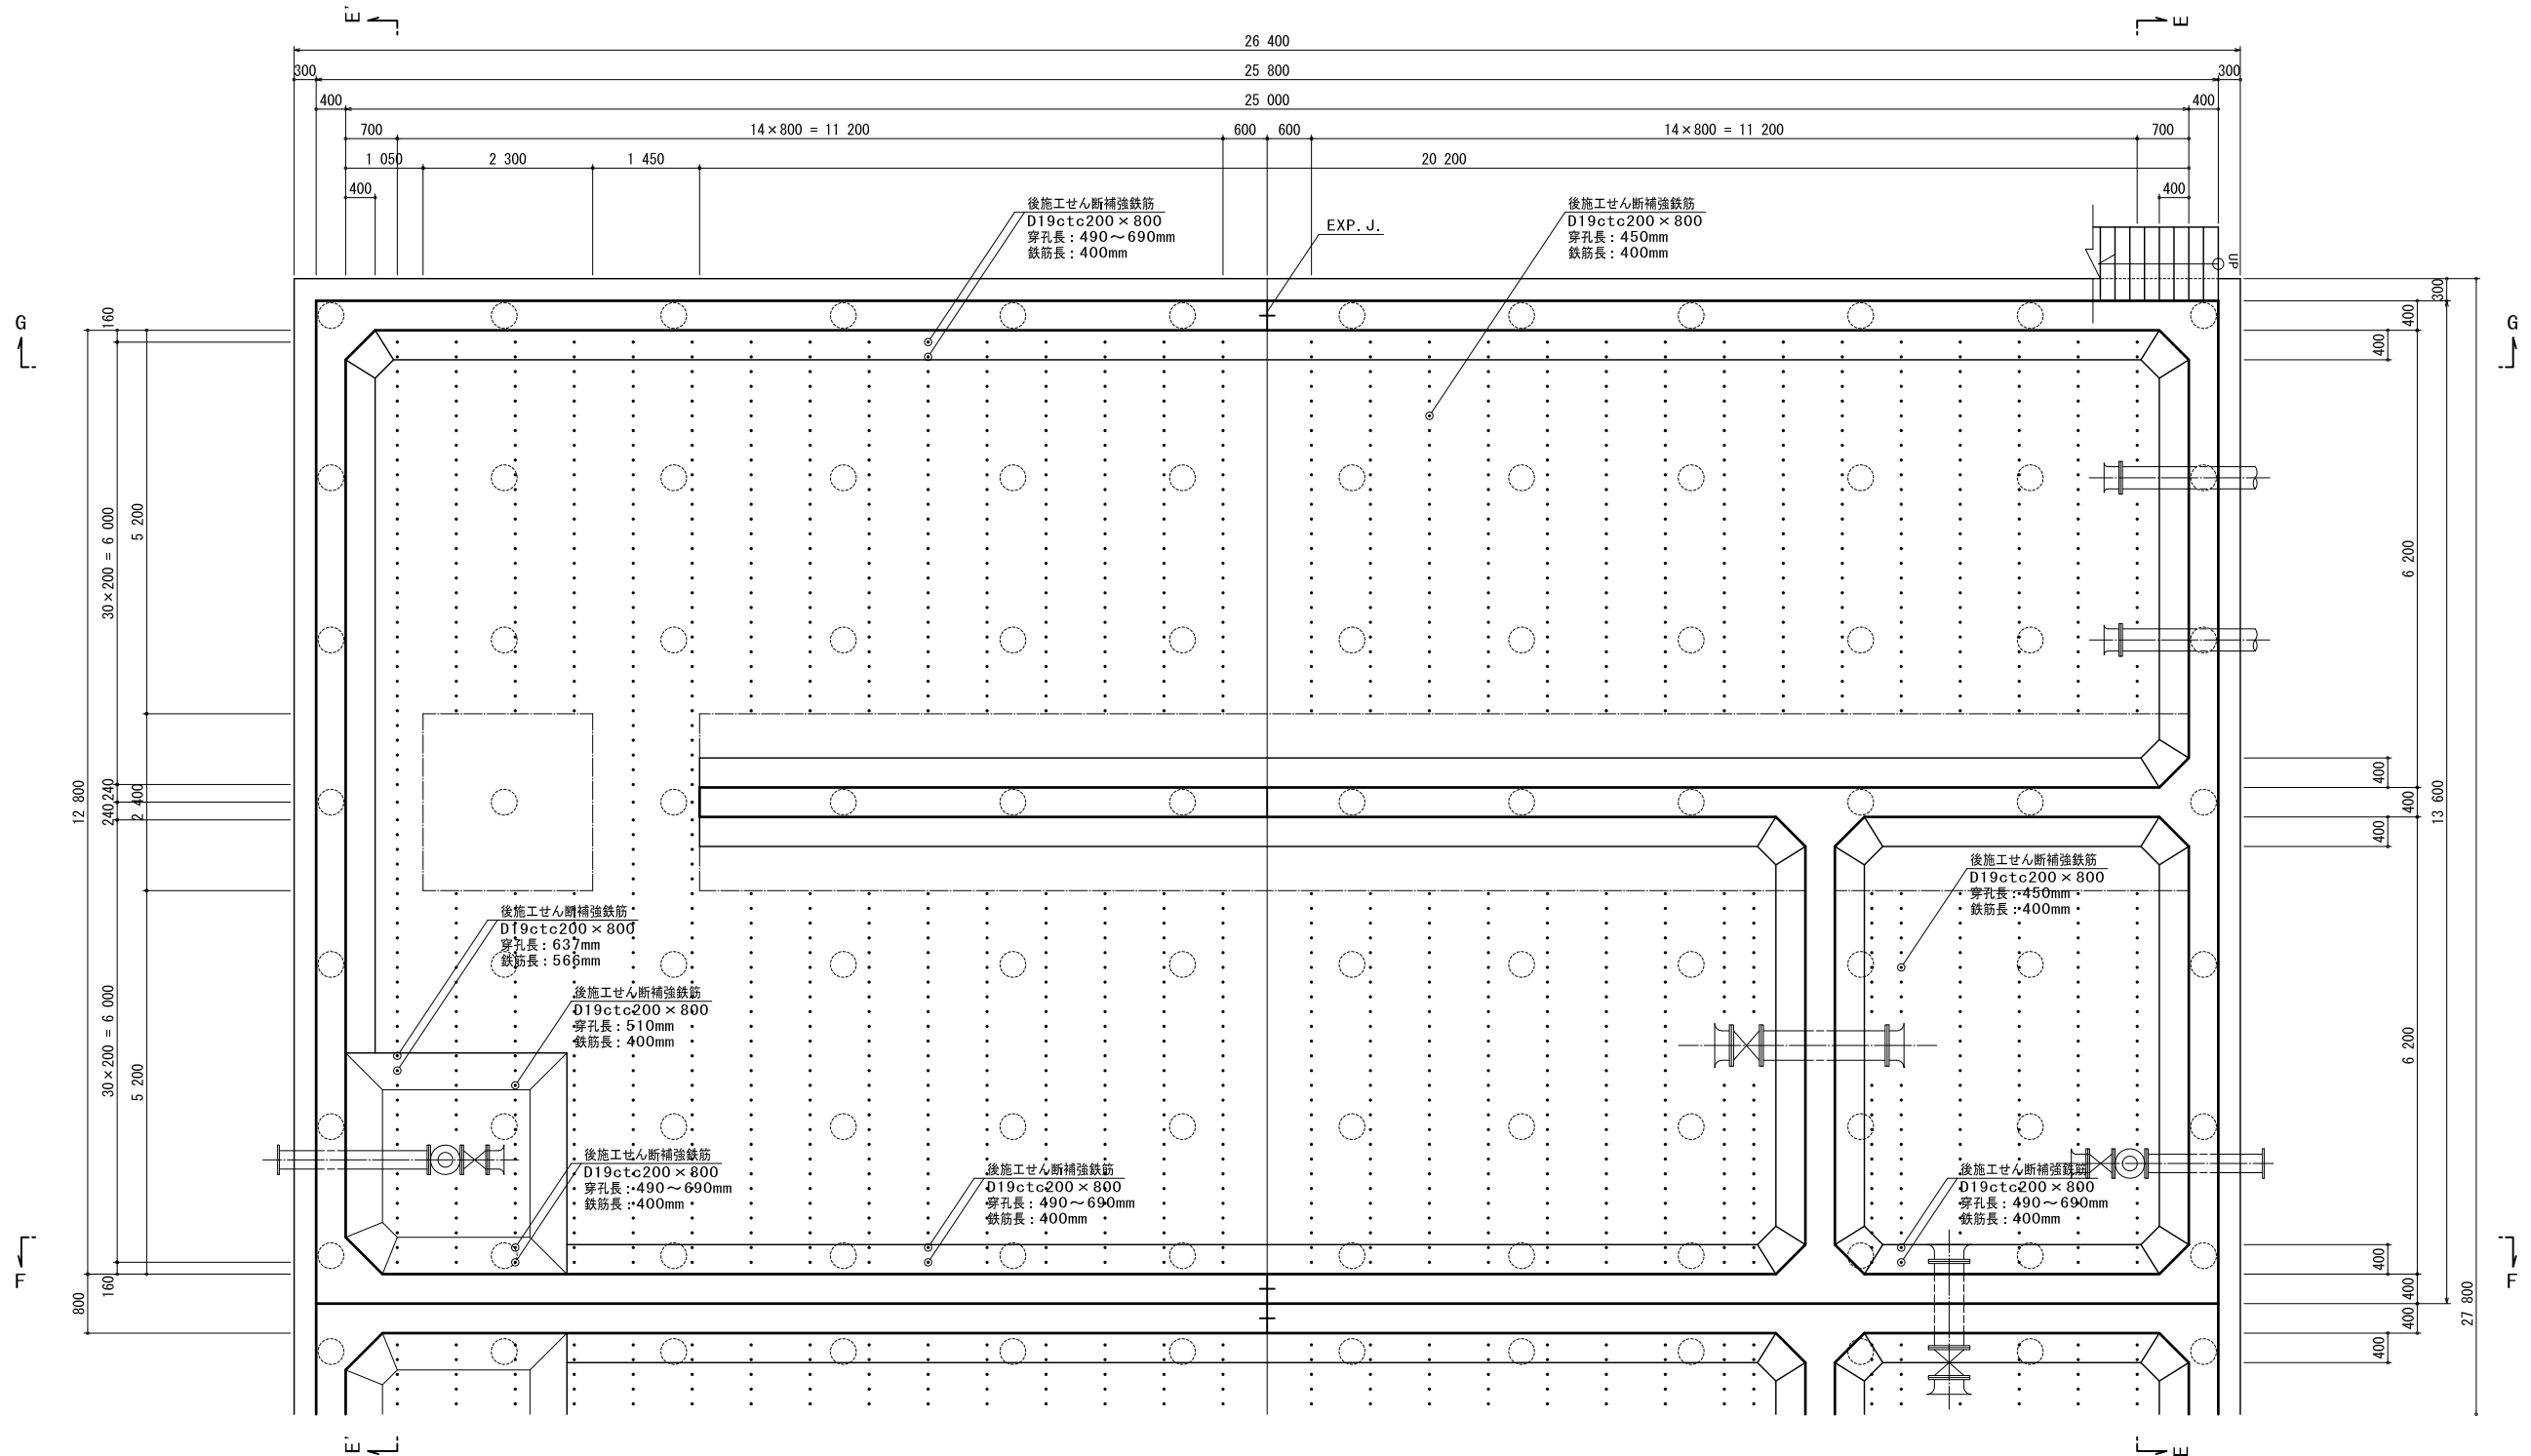 E'
E
26 400
300
25 800
300
400
25 000
400
700
14×800 = 11 200
600
600
14×800 = 11 200
700
1 050
2 300
1 450
20 200
400
400
後施工せん断補強鉄筋
D19ctc200×800
穿孔長：490～690mm
鉄筋長：400mm
EXP. J.
後施工せん断補強鉄筋
D19ctc200×800
穿孔長：450mm
鉄筋長：400mm
UP
G
G
160
30×200 = 6 000
5 200
12 800
240
240
2 400
30×200 = 6 000
5 200
160
800
300
400
400
6 200
400
400
13 600
400
6 200
400
400
400
400
27 800
後施工せん断補強鉄筋
D19ctc200×800
穿孔長：450mm
鉄筋長：400mm
後施工せん断補強鉄筋
D19ctc200×800
穿孔長：637mm
鉄筋長：566mm
後施工せん断補強鉄筋
D19ctc200×800
穿孔長：510mm
鉄筋長：400mm
後施工せん断補強鉄筋
D19ctc200×800
穿孔長：490～690mm
鉄筋長：400mm
後施工せん断補強鉄筋
D19ctc200×800
穿孔長：490～690mm
鉄筋長：400mm
後施工せん断補強鉄筋
D19ctc200×800
穿孔長：490～690mm
鉄筋長：400mm
F
F
E'
E